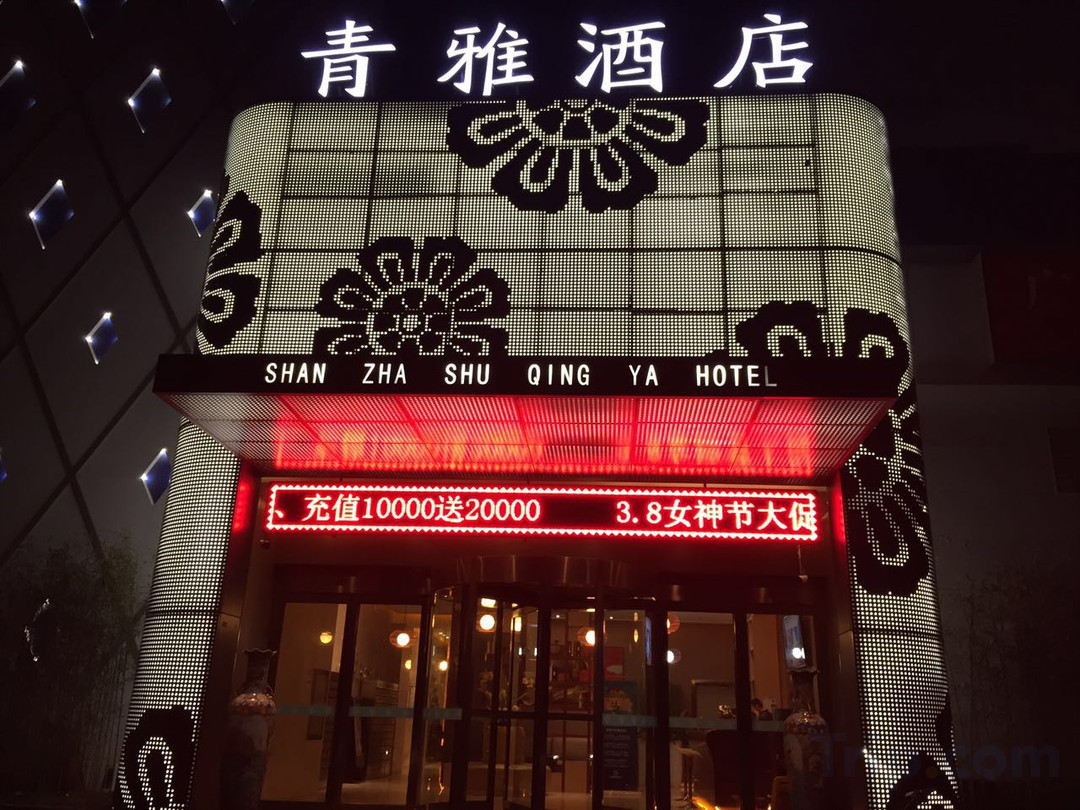 青雅酒店
SHAN ZHA SHU QING YA HOTEL
、充值10000送20000 3.8女神节大促